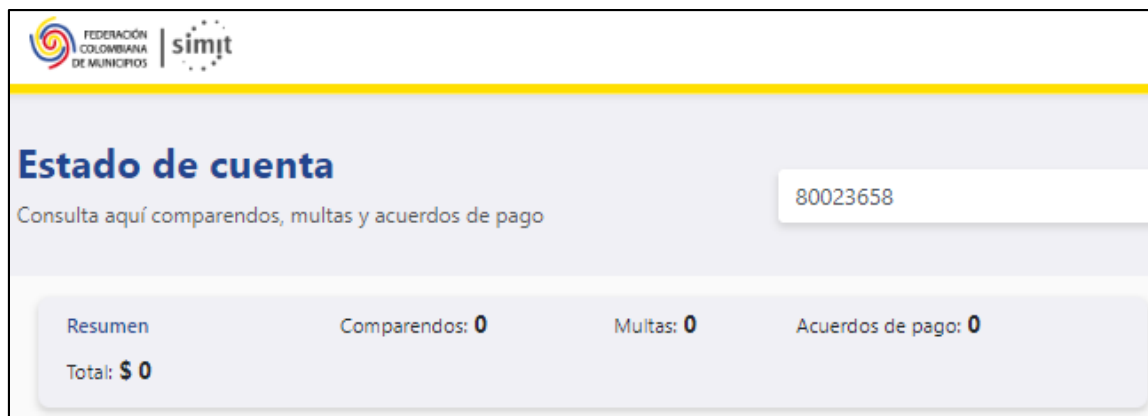 FEDERACIÓN
COLOMBIANA
DE MUNICIPIOS
simit
Estado de cuenta
Consulta aquí comparendos, multas y acuerdos de pago
80023658
Resumen Comparendos: 0 Multas: 0 Acuerdos de pago: 0
Total: $ 0